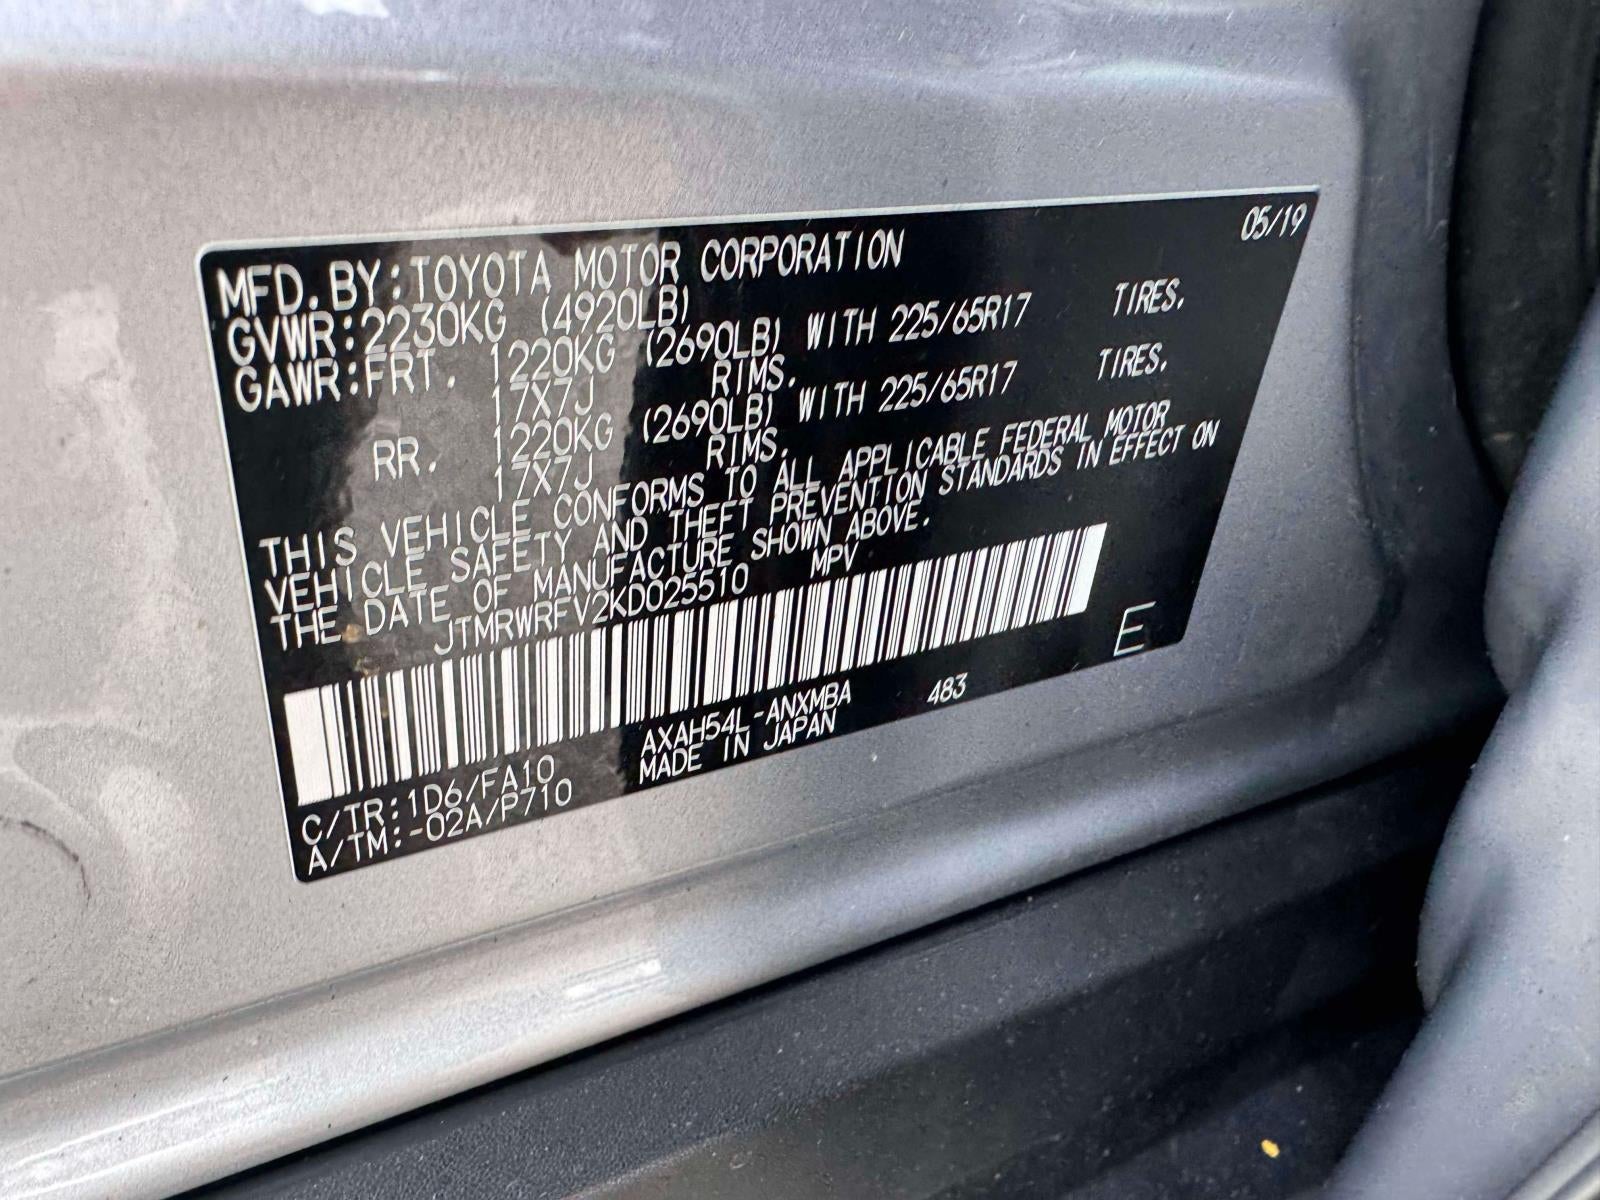 05/19
MFD.BY:TOYOTA MOTOR CORPORATION
GVWR:2230KG (4920LB)
GAWR:FRT. 1220KG (2690LB) WITH 225/65R17 TIRES.
17X7J RIMS.
RR. 1220KG (2690LB) WITH 225/65R17 TIRES.
17X7J RIMS.
THIS VEHICLE CONFORMS TO ALL APPLICABLE FEDERAL MOTOR
VEHICLE SAFETY AND THEFT PREVENTION STANDARDS IN EFFECT ON
THE DATE OF MANUFACTURE SHOWN ABOVE.
JTMRWRFV2KD025510 MPV
E
C/TR:1D6/FA10 AXAH54L-ANXMBA 483
A/TM:-02A/P710 MADE IN JAPAN